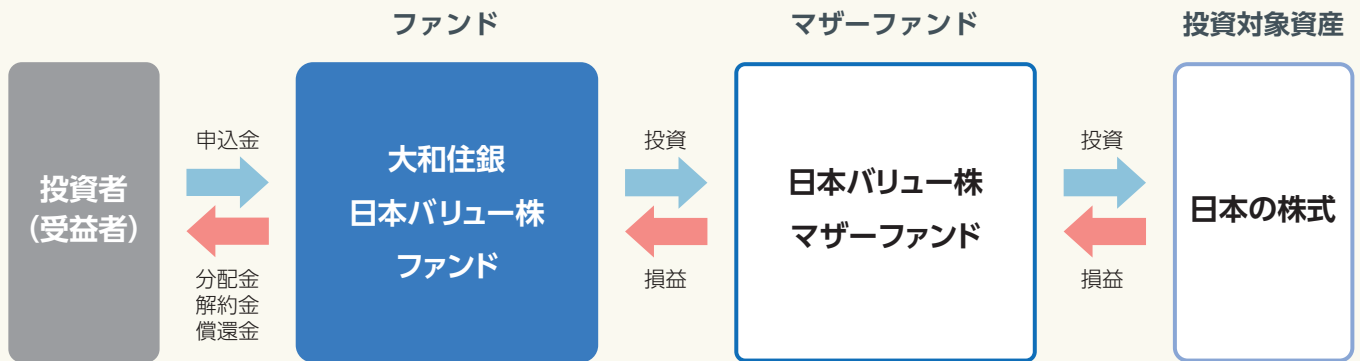 ファンド
マザーファンド
投資対象資産
投資者
(受益者)
申込金
分配金
解約金
償還金
大和住銀
日本バリュー株
ファンド
投資
損益
日本バリュー株
マザーファンド
投資
損益
日本の株式